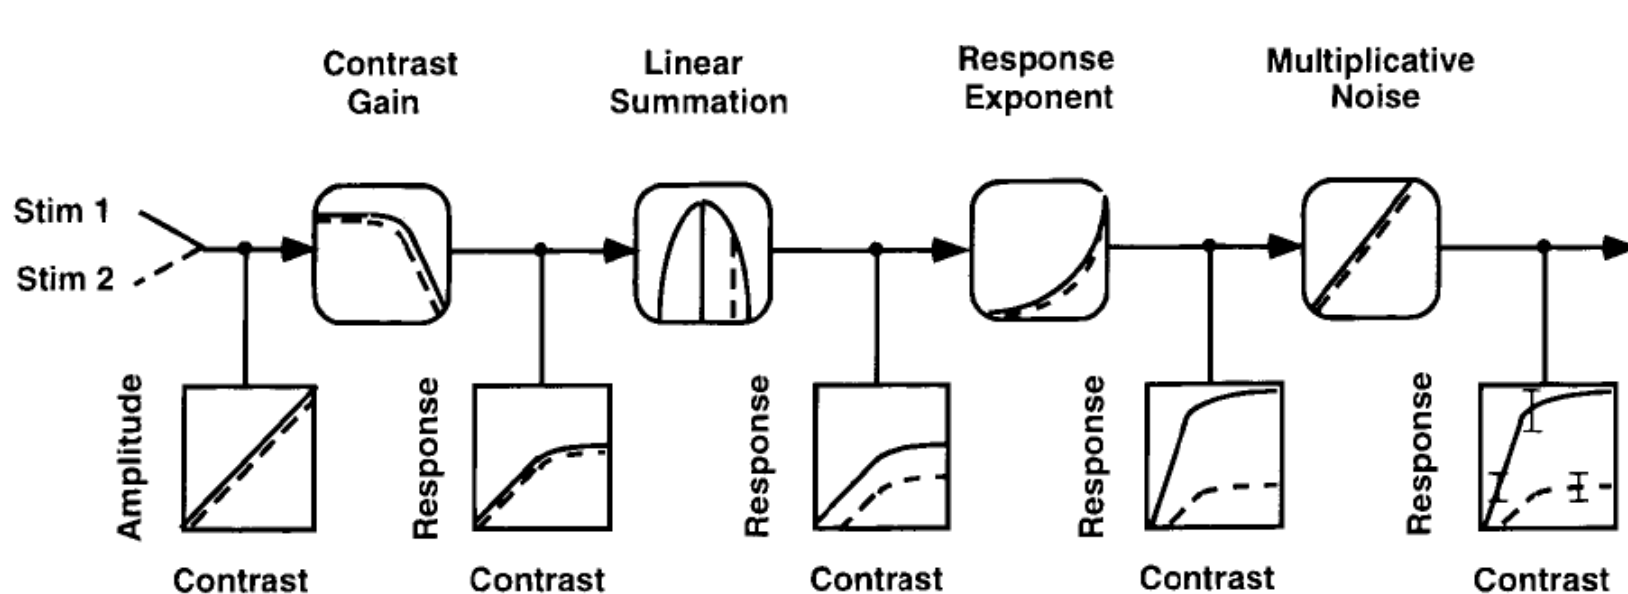 Contrast
Gain
Linear
Summation
Response
Exponent
Multiplicative
Noise
Stim 1
Stim 2
Amplitude
Response
Response
Response
Response
Contrast
Contrast
Contrast
Contrast
Contrast